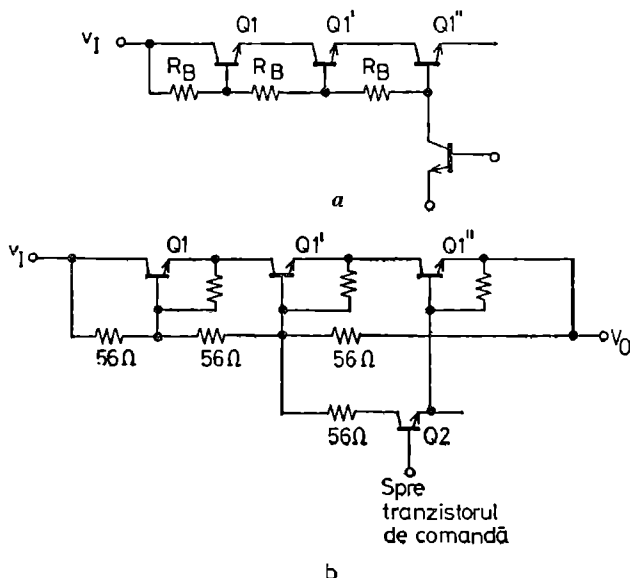 vI Q1 Q1' Q1"
RB RB RB
a
vI Q1 Q1' Q1"
56Ω 56Ω 56Ω VO
56Ω Q2
Spre
tranzistorul
de comandă
b